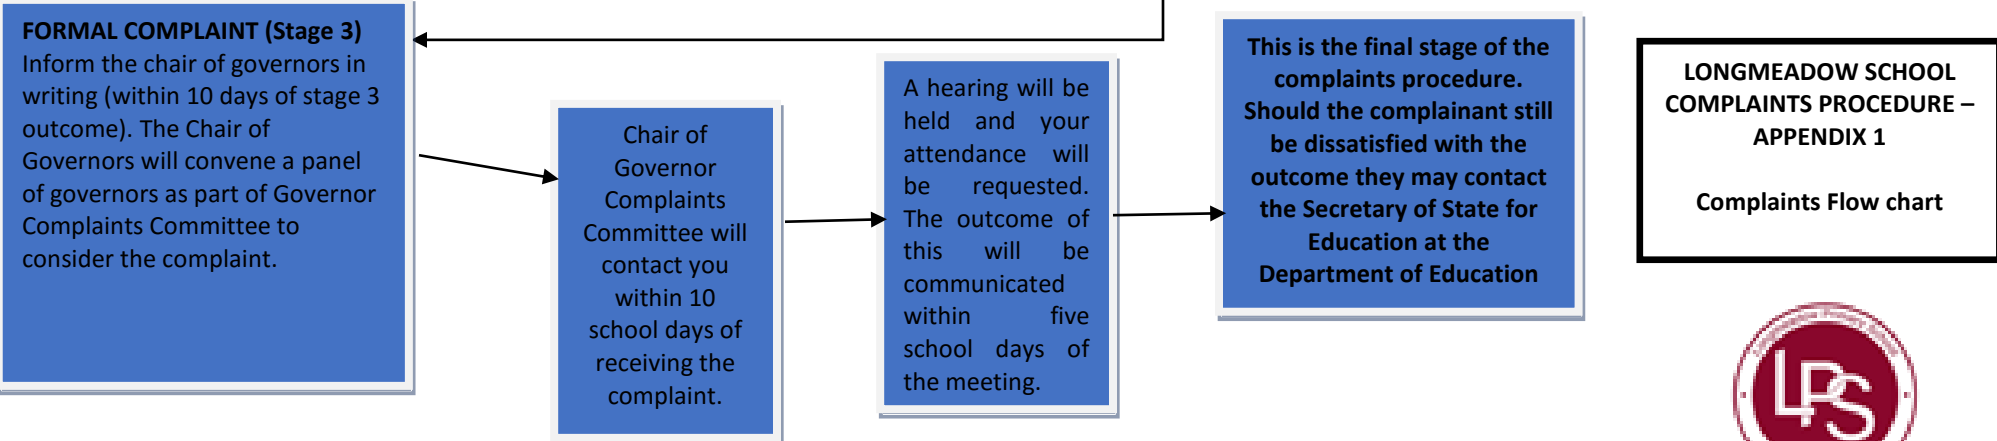 FORMAL COMPLAINT (Stage 3)
Inform the chair of governors in
writing (within 10 days of stage 3
outcome). The Chair of
Governors will convene a panel
of governors as part of Governor
Complaints Committee to
consider the complaint.
Chair of
Governor
Complaints
Committee will
contact you
within 10
school days of
receiving the
complaint.
A hearing will be
held and your
attendance will
be requested.
The outcome of
this will be
communicated
within five
school days of
the meeting.
This is the final stage of the
complaints procedure.
Should the complainant still
be dissatisfied with the
outcome they may contact
the Secretary of State for
Education at the
Department of Education
LONGMEADOW SCHOOL
COMPLAINTS PROCEDURE –
APPENDIX 1
Complaints Flow chart
Longmeadow Primary School
LPS